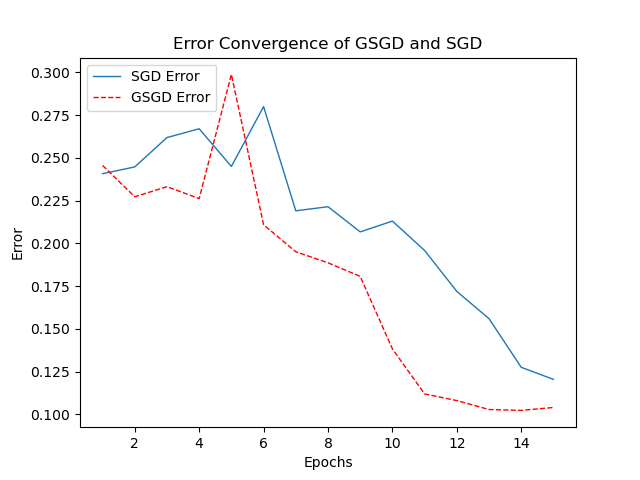 Error Convergence of GSGD and SGD
SGD Error
GSGD Error
0.300
0.275
0.250
0.225
0.200
0.175
0.150
0.125
0.100
Error
2 4 6 8 10 12 14
Epochs